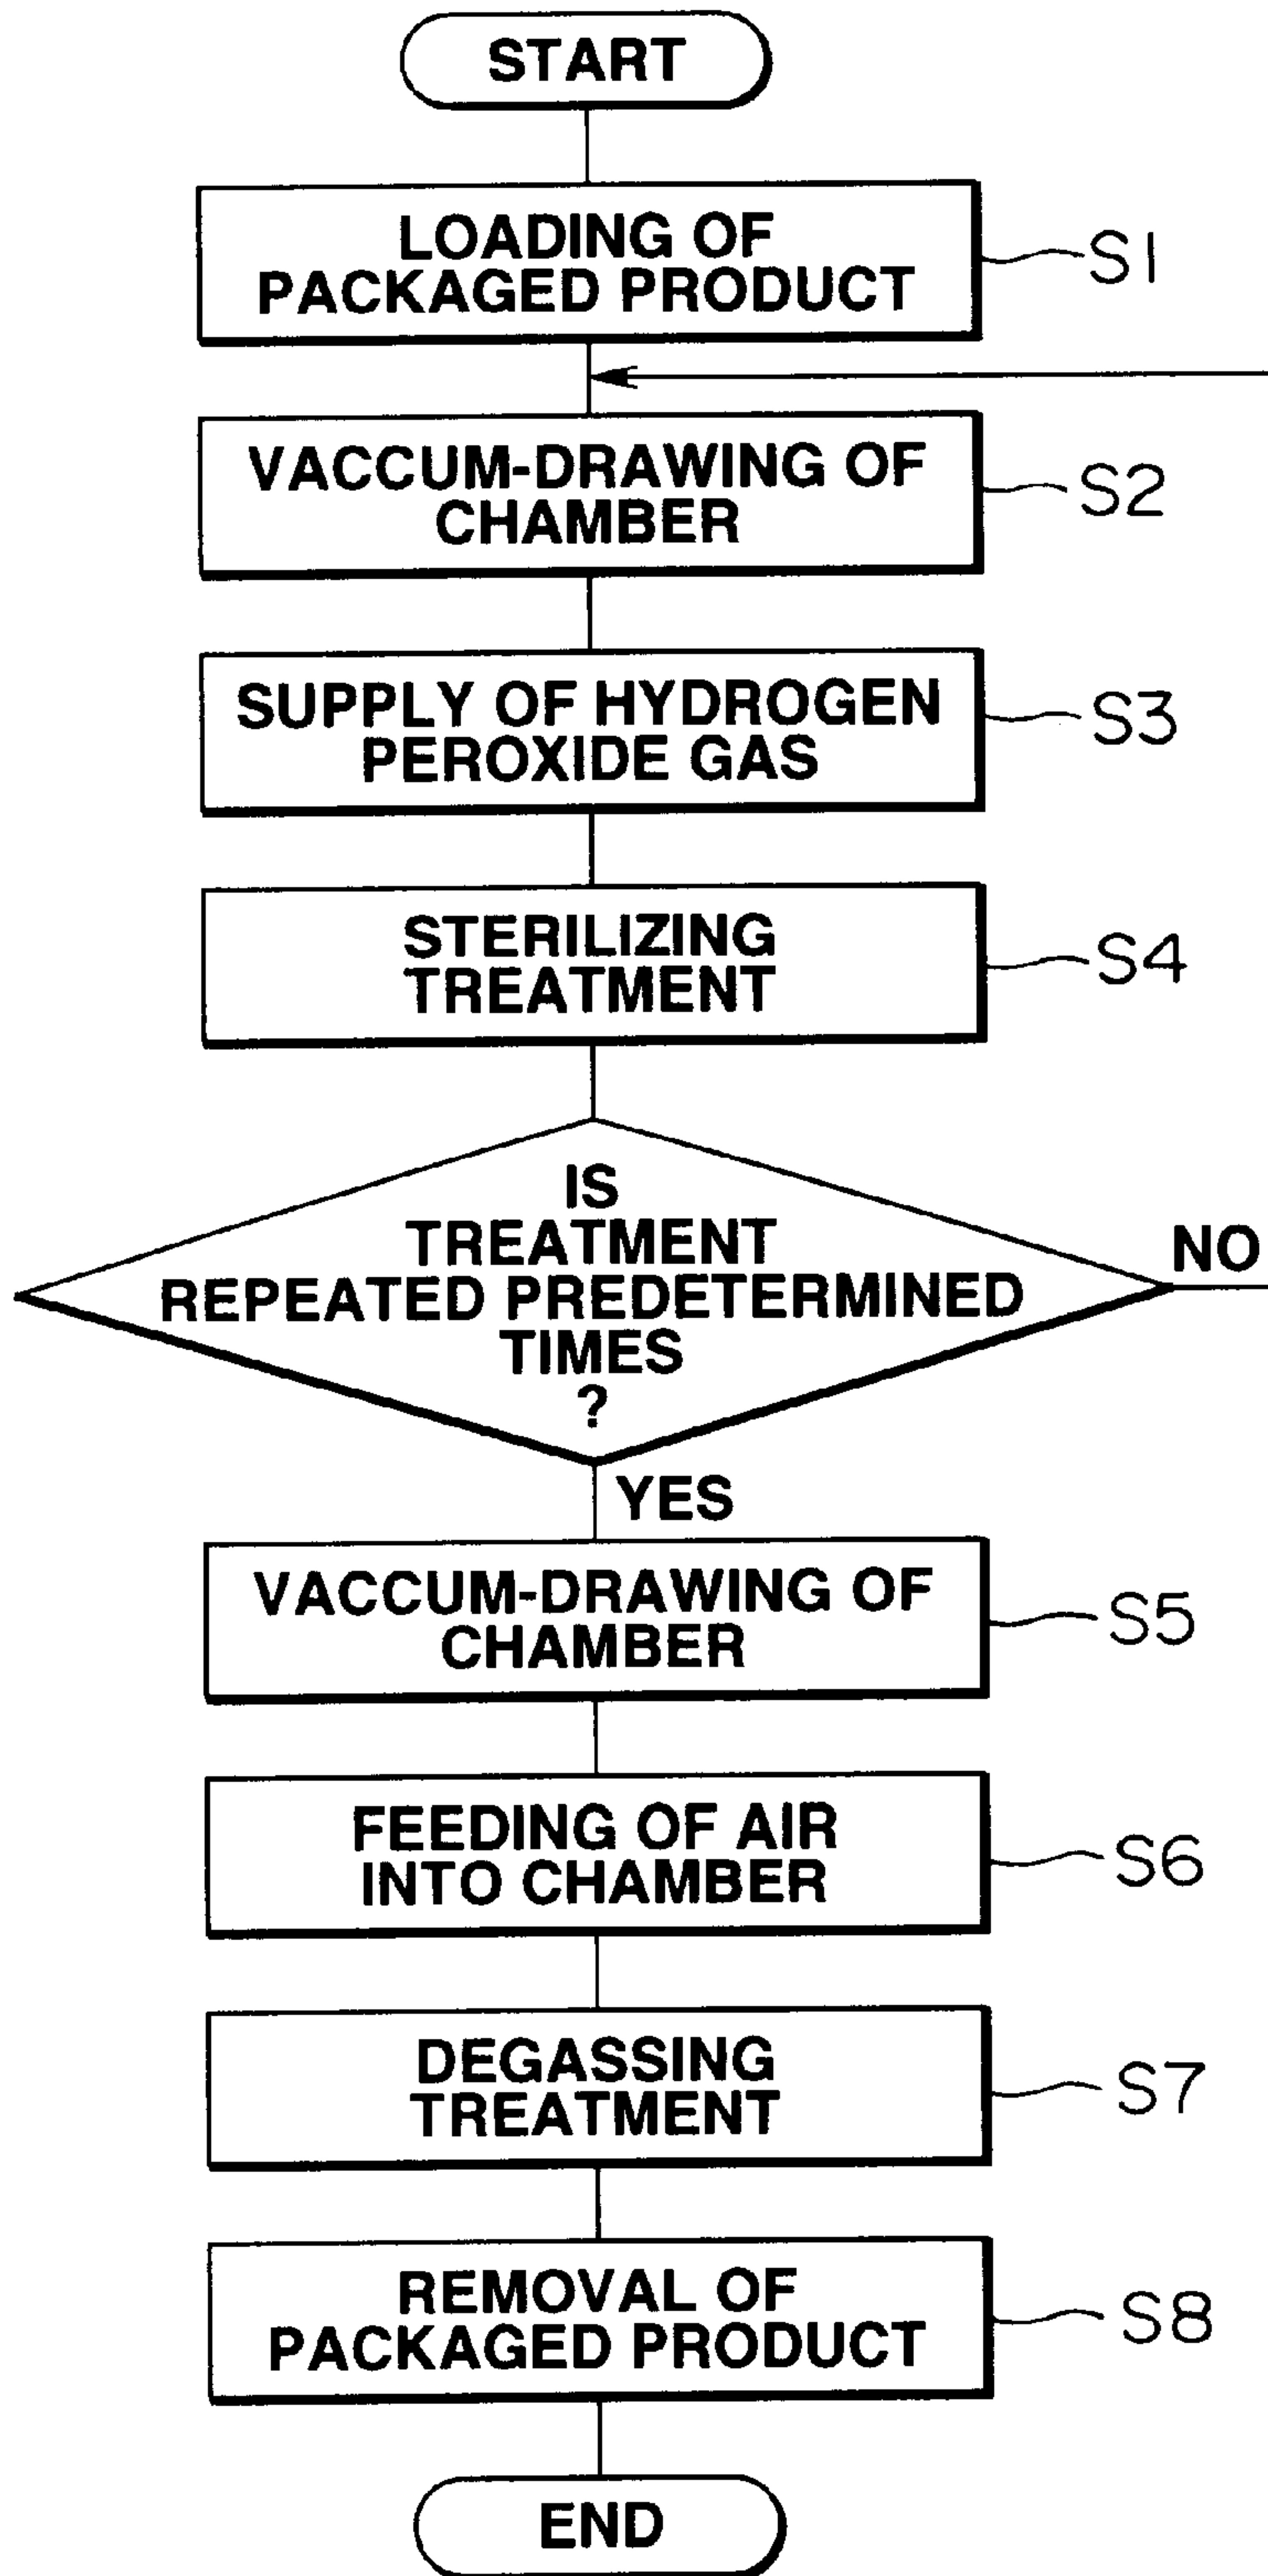 START
LOADING OF
PACKAGED PRODUCT
S1
VACCUM-DRAWING OF
CHAMBER
S2
SUPPLY OF HYDROGEN
PEROXIDE GAS
S3
STERILIZING
TREATMENT
S4
IS
TREATMENT
REPEATED PREDETERMINED
TIMES
?
NO
YES
VACCUM-DRAWING OF
CHAMBER
S5
FEEDING OF AIR
INTO CHAMBER
S6
DEGASSING
TREATMENT
S7
REMOVAL OF
PACKAGED PRODUCT
S8
END